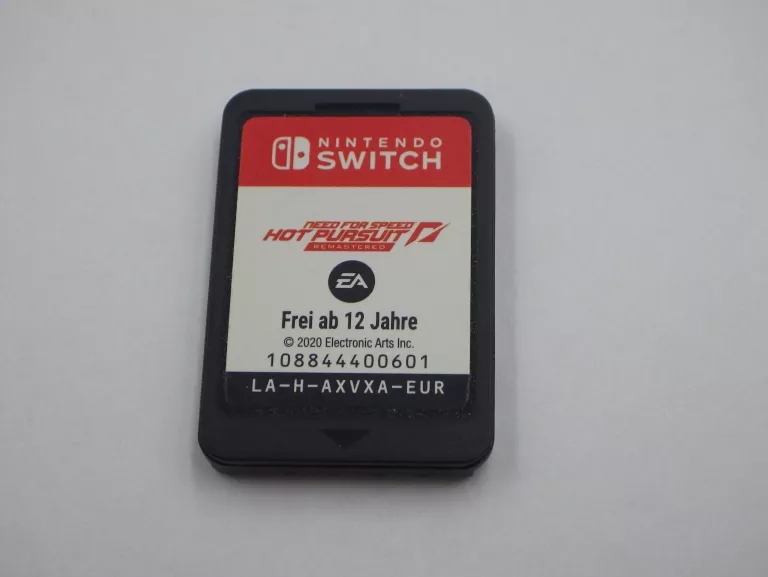 NINTENDO
SWITCH
NEED FOR SPEED
HOT PURSUIT
REMASTERED
EA
Frei ab 12 Jahre
© 2020 Electronic Arts Inc.
108844400601
LA-H-AXVXA-EUR